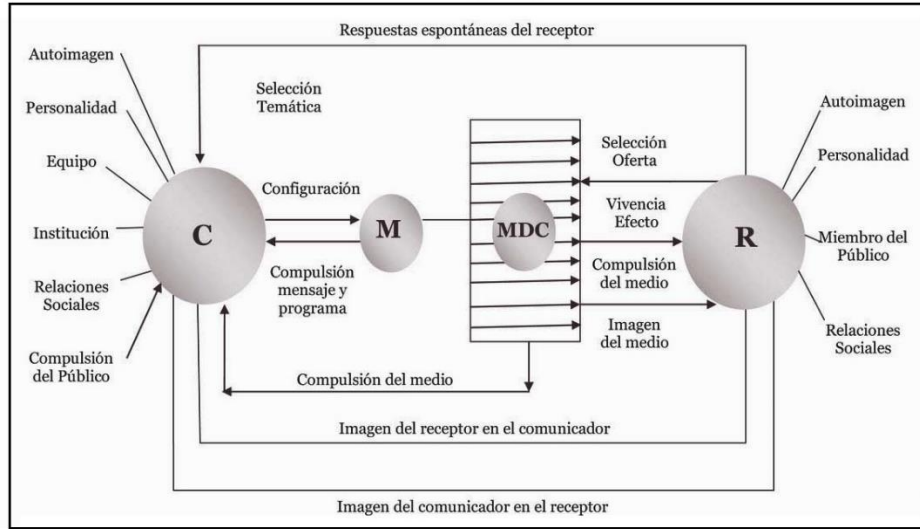 Respuestas espontáneas del receptor
Autoimagen
Personalidad
Equipo
Institución
Relaciones
Sociales
Compulsión
del Público
Selección
Temática
C
Configuración
Compulsión
mensaje y
programa
M
MDC
Selección
Oferta
Vivencia
Efecto
Compulsión
del medio
Imagen
del medio
R
Autoimagen
Personalidad
Miembro del
Público
Relaciones
Sociales
Compulsión del medio
Imagen del receptor en el comunicador
Imagen del comunicador en el receptor